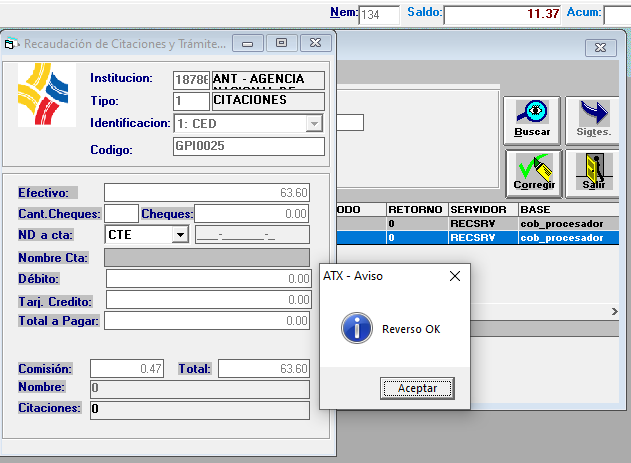 Nem: 134 Saldo: 11.37 Acum:
Recaudación de Citaciones y Trámite...
Institucion: 1878 ANT - AGENCIA
Tipo: 1 CITACIONES
Identificacion: 1: CED
Codigo: GPI0025
Buscar Sigtes.
Corregir Salir
Efectivo: 63.60
Cant.Cheques: Cheques: 0.00
ND a cta: CTE ___-______-_
Nombre Cta:
Débito: 0.00
Tarj. Credito: 0.00
Total a Pagar: 0.00
Comisión: 0.47 Total: 63.60
Nombre: 0
Citaciones: 0
ODO RETORNO SERVIDOR BASE
0 RECSRV cob_procesador
0 RECSRV cob_procesador
ATX - Aviso
Reverso OK
Aceptar